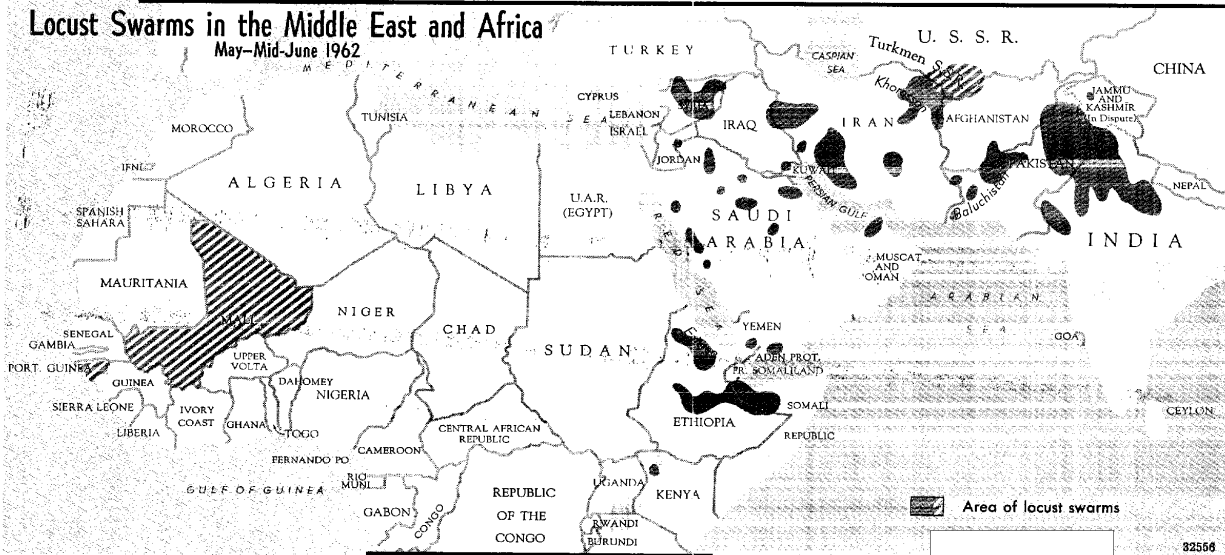 Locust Swarms in the Middle East and Africa
May–Mid-June 1962
MEDITERRANEAN SEA
TURKEY
CASPIAN
SEA
U. S. S. R.
Turkmen S.S.R.
CHINA
CYPRUS
LEBANON
ISRAEL
IRAQ
IRAN
AFGHANISTAN
JAMMU
AND
KASHMIR
(In Dispute)
MOROCCO
TUNISIA
JORDAN
KUWAIT
PAKISTAN
NEPAL
IFNI
ALGERIA
LIBYA
U.A.R.
(EGYPT)
PERSIAN GULF
Baluchistan
SPANISH
SAHARA
RED SEA
SAUDI
ARABIA
INDIA
MUSCAT
AND
OMAN
MAURITANIA
MALI
NIGER
CHAD
SUDAN
ARABIAN
SEA
SENEGAL
GAMBIA
YEMEN
GOA
PORT. GUINEA
UPPER
VOLTA
ADEN PROT.
FR. SOMALILAND
GUINEA
DAHOMEY
NIGERIA
SIERRA LEONE
IVORY
COAST
GHANA
TOGO
LIBERIA
CENTRAL AFRICAN
REPUBLIC
ETHIOPIA
SOMALI
REPUBLIC
CEYLON
FERNANDO PO
CAMEROON
GULF OF GUINEA
RIO
MUNI
GABON
CONGO
REPUBLIC
OF THE
CONGO
UGANDA
KENYA
RWANDI
BURUNDI
Area of locust swarms
32556